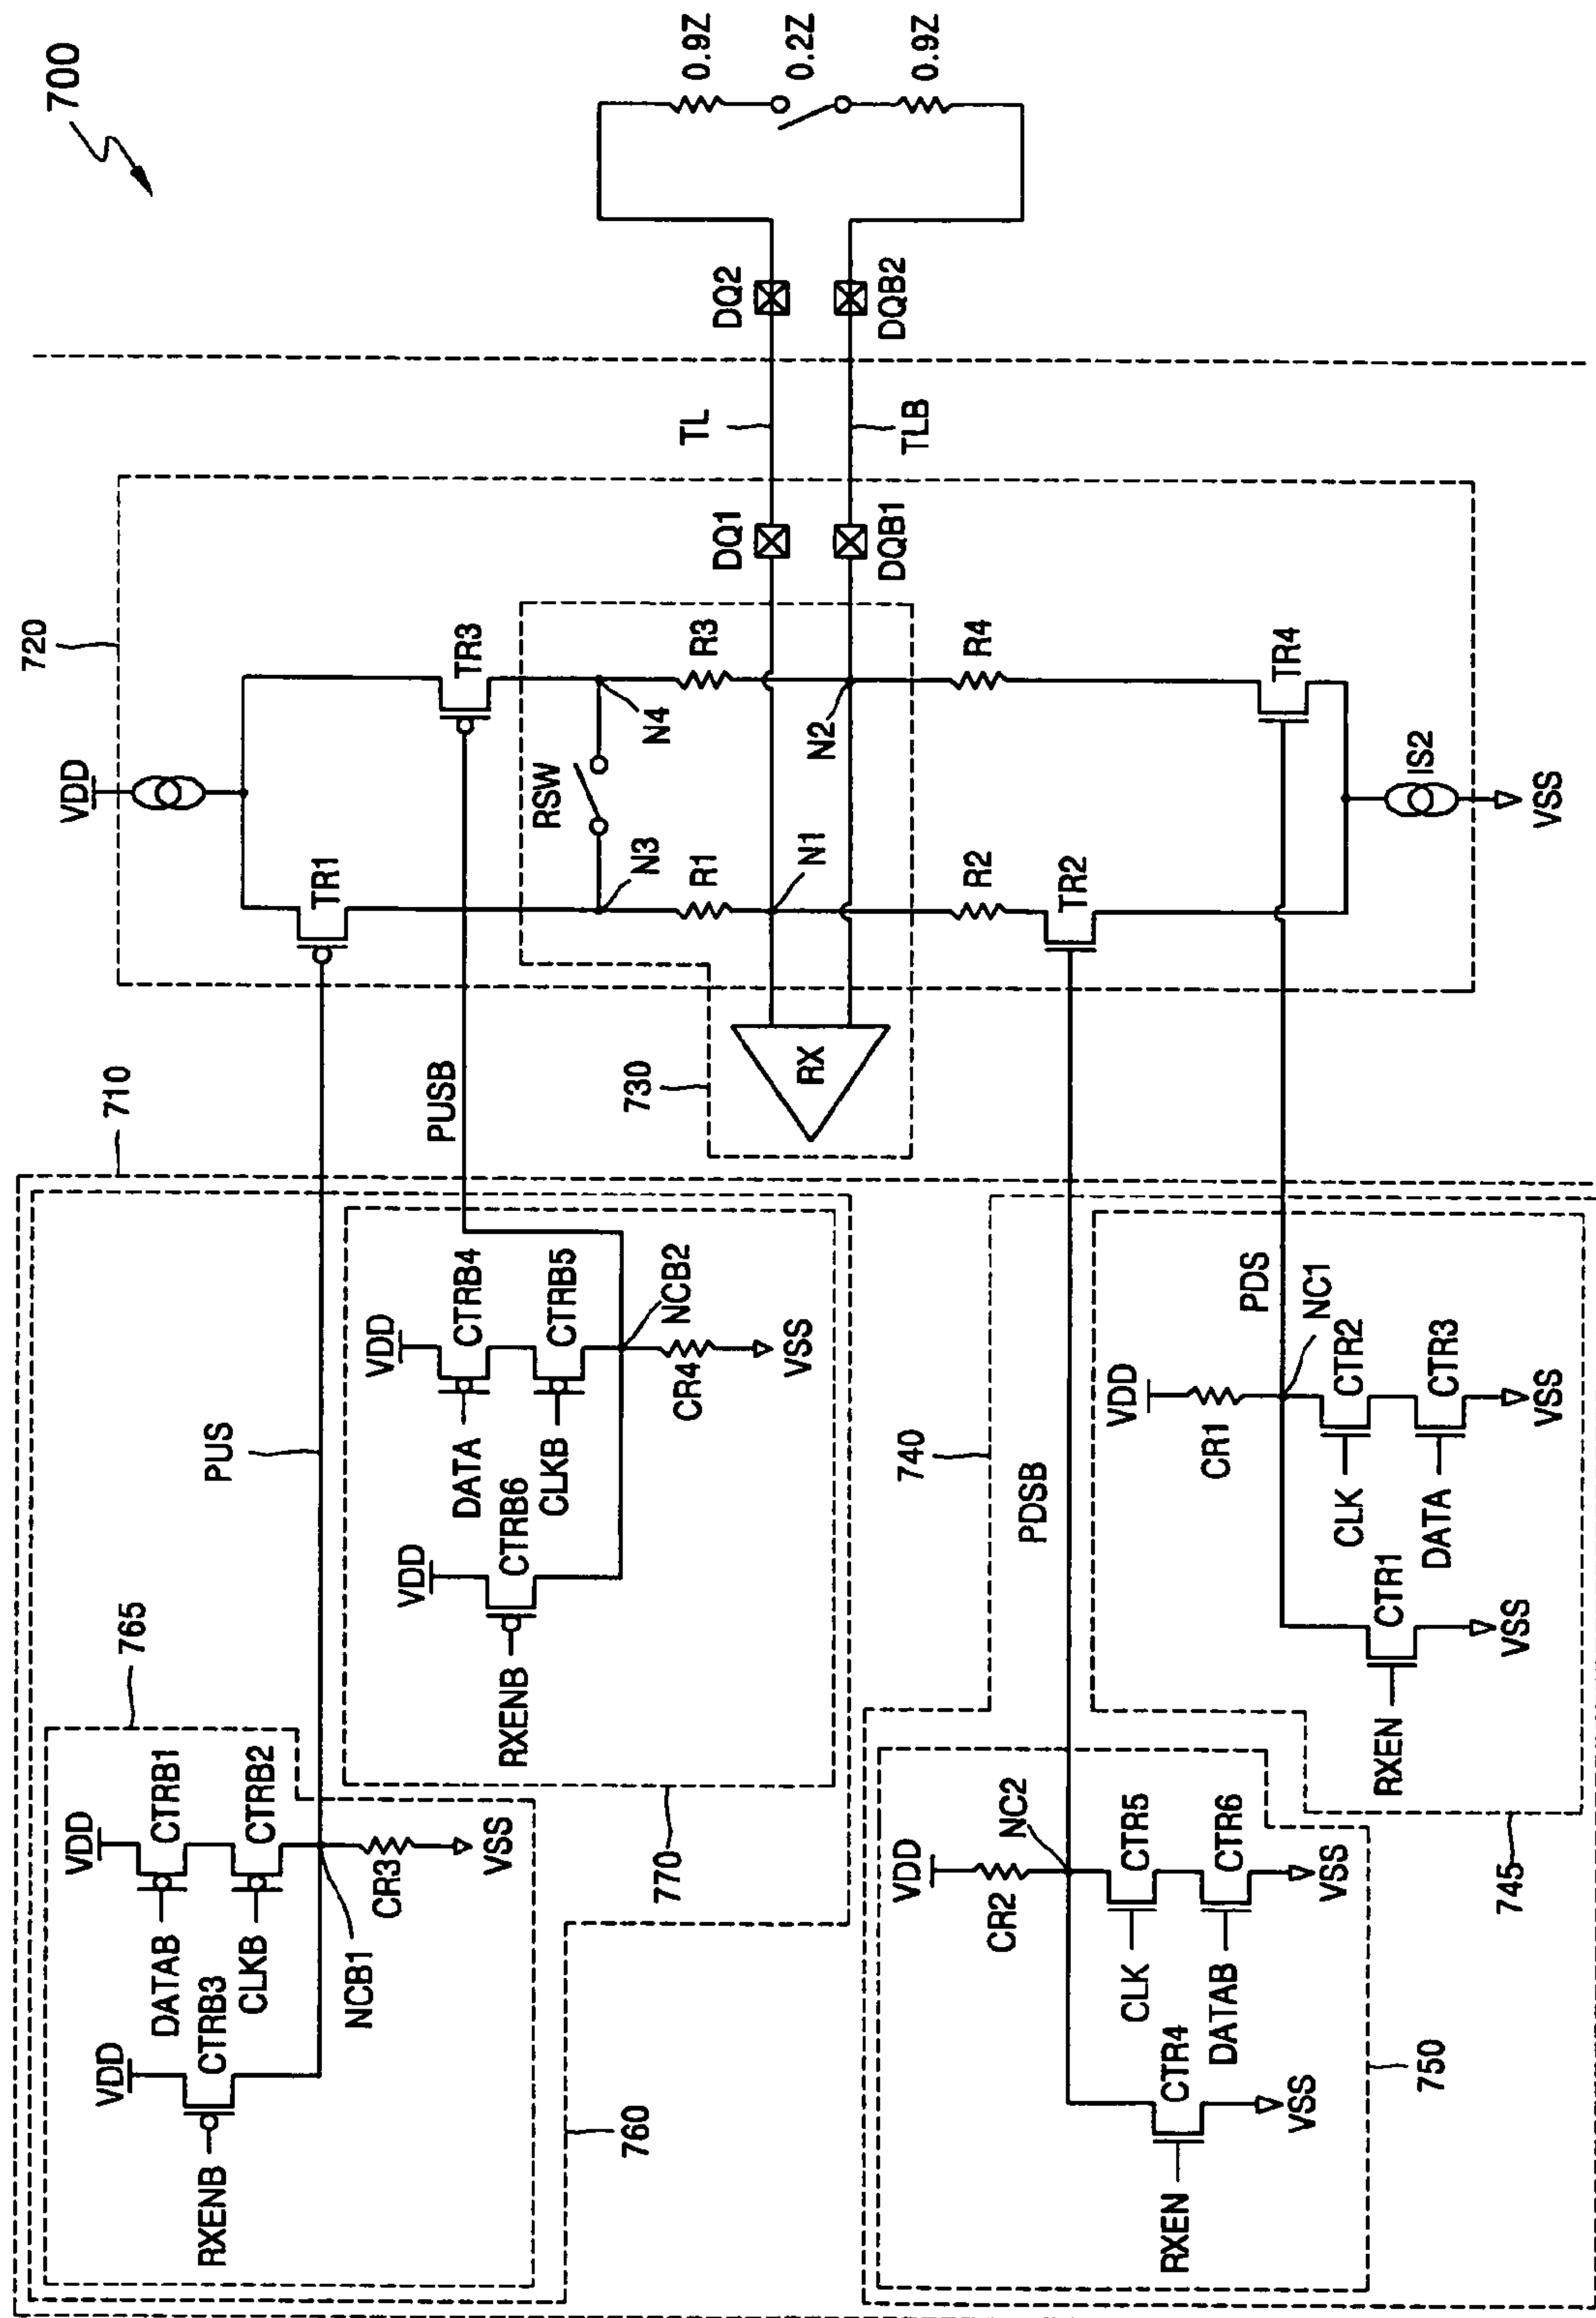 700
720
VDD
TR1
TR3
RSW
N3
N4
R1
R3
N1
N2
R2
R4
TR2
TR4
IS2
VSS
DQ1
DQB1
TL
TLB
DQ2
DQB2
0.9Z
0.2Z
0.9Z
RX
730
710
PUS
PUSB
PDSB
PDS
765
VDD
CTRB1
DATAB
CTRB2
CLKB
VDD
CTRB3
RXENB
NCB1
CR3
VSS
760
VDD
CTRB4
DATA
CTRB5
CLKB
VDD
CTRB6
RXENB
NCB2
CR4
VSS
770
740
VDD
CR2
NC2
CTR5
CLK
CTR6
DATAB
VSS
CTR4
RXEN
VSS
750
VDD
CR1
NC1
CTR2
CLK
CTR3
DATA
VSS
CTR1
RXEN
VSS
745